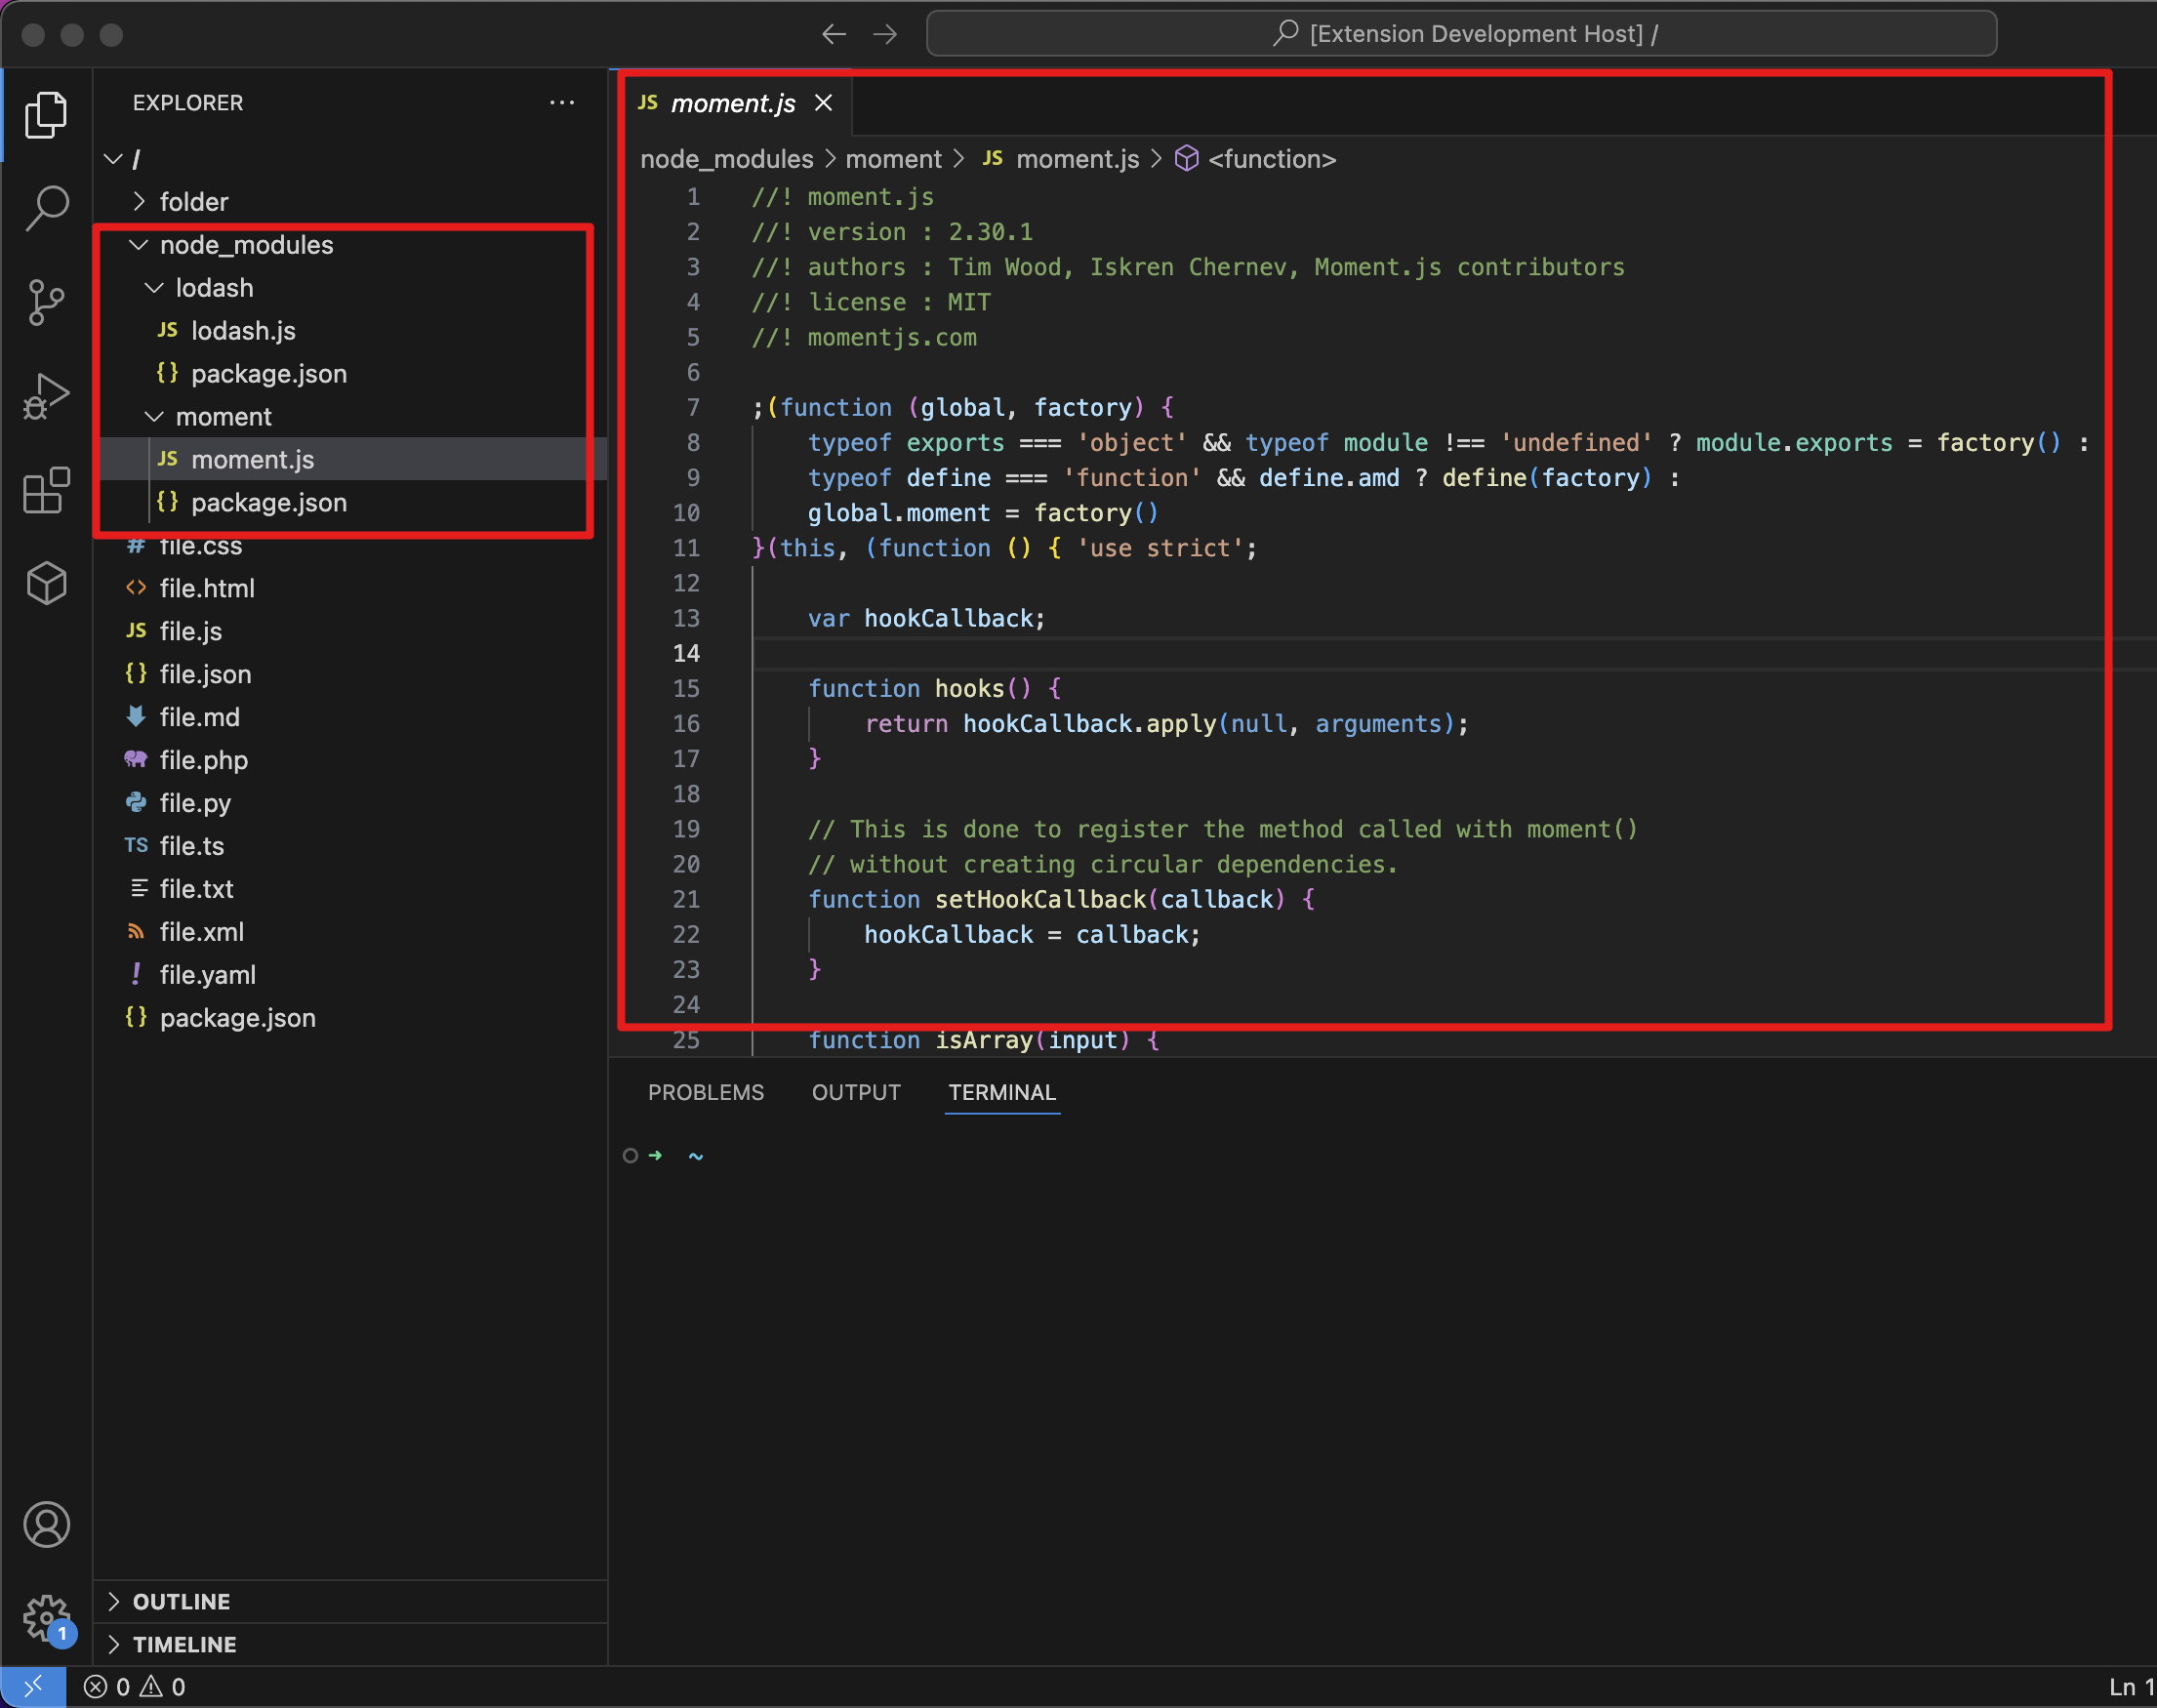 [Extension Development Host] /
EXPLORER
/
folder
node_modules
lodash
JS lodash.js
{} package.json
moment
JS moment.js
{} package.json
# file.css
<> file.html
JS file.js
{} file.json
file.md
file.php
file.py
TS file.ts
file.txt
file.xml
! file.yaml
{} package.json
OUTLINE
TIMELINE
JS moment.js
node_modules > moment > JS moment.js > <function>
1 //! moment.js
2 //! version : 2.30.1
3 //! authors : Tim Wood, Iskren Chernev, Moment.js contributors
4 //! license : MIT
5 //! momentjs.com
6
7 ;(function (global, factory) {
8 typeof exports === 'object' && typeof module !== 'undefined' ? module.exports = factory() :
9 typeof define === 'function' && define.amd ? define(factory) :
10 global.moment = factory()
11 }(this, (function () { 'use strict';
12
13 var hookCallback;
14
15 function hooks() {
16 return hookCallback.apply(null, arguments);
17 }
18
19 // This is done to register the method called with moment()
20 // without creating circular dependencies.
21 function setHookCallback(callback) {
22 hookCallback = callback;
23 }
24
25 function isArray(input) {
PROBLEMS OUTPUT TERMINAL
~
1
0 0
Ln 1